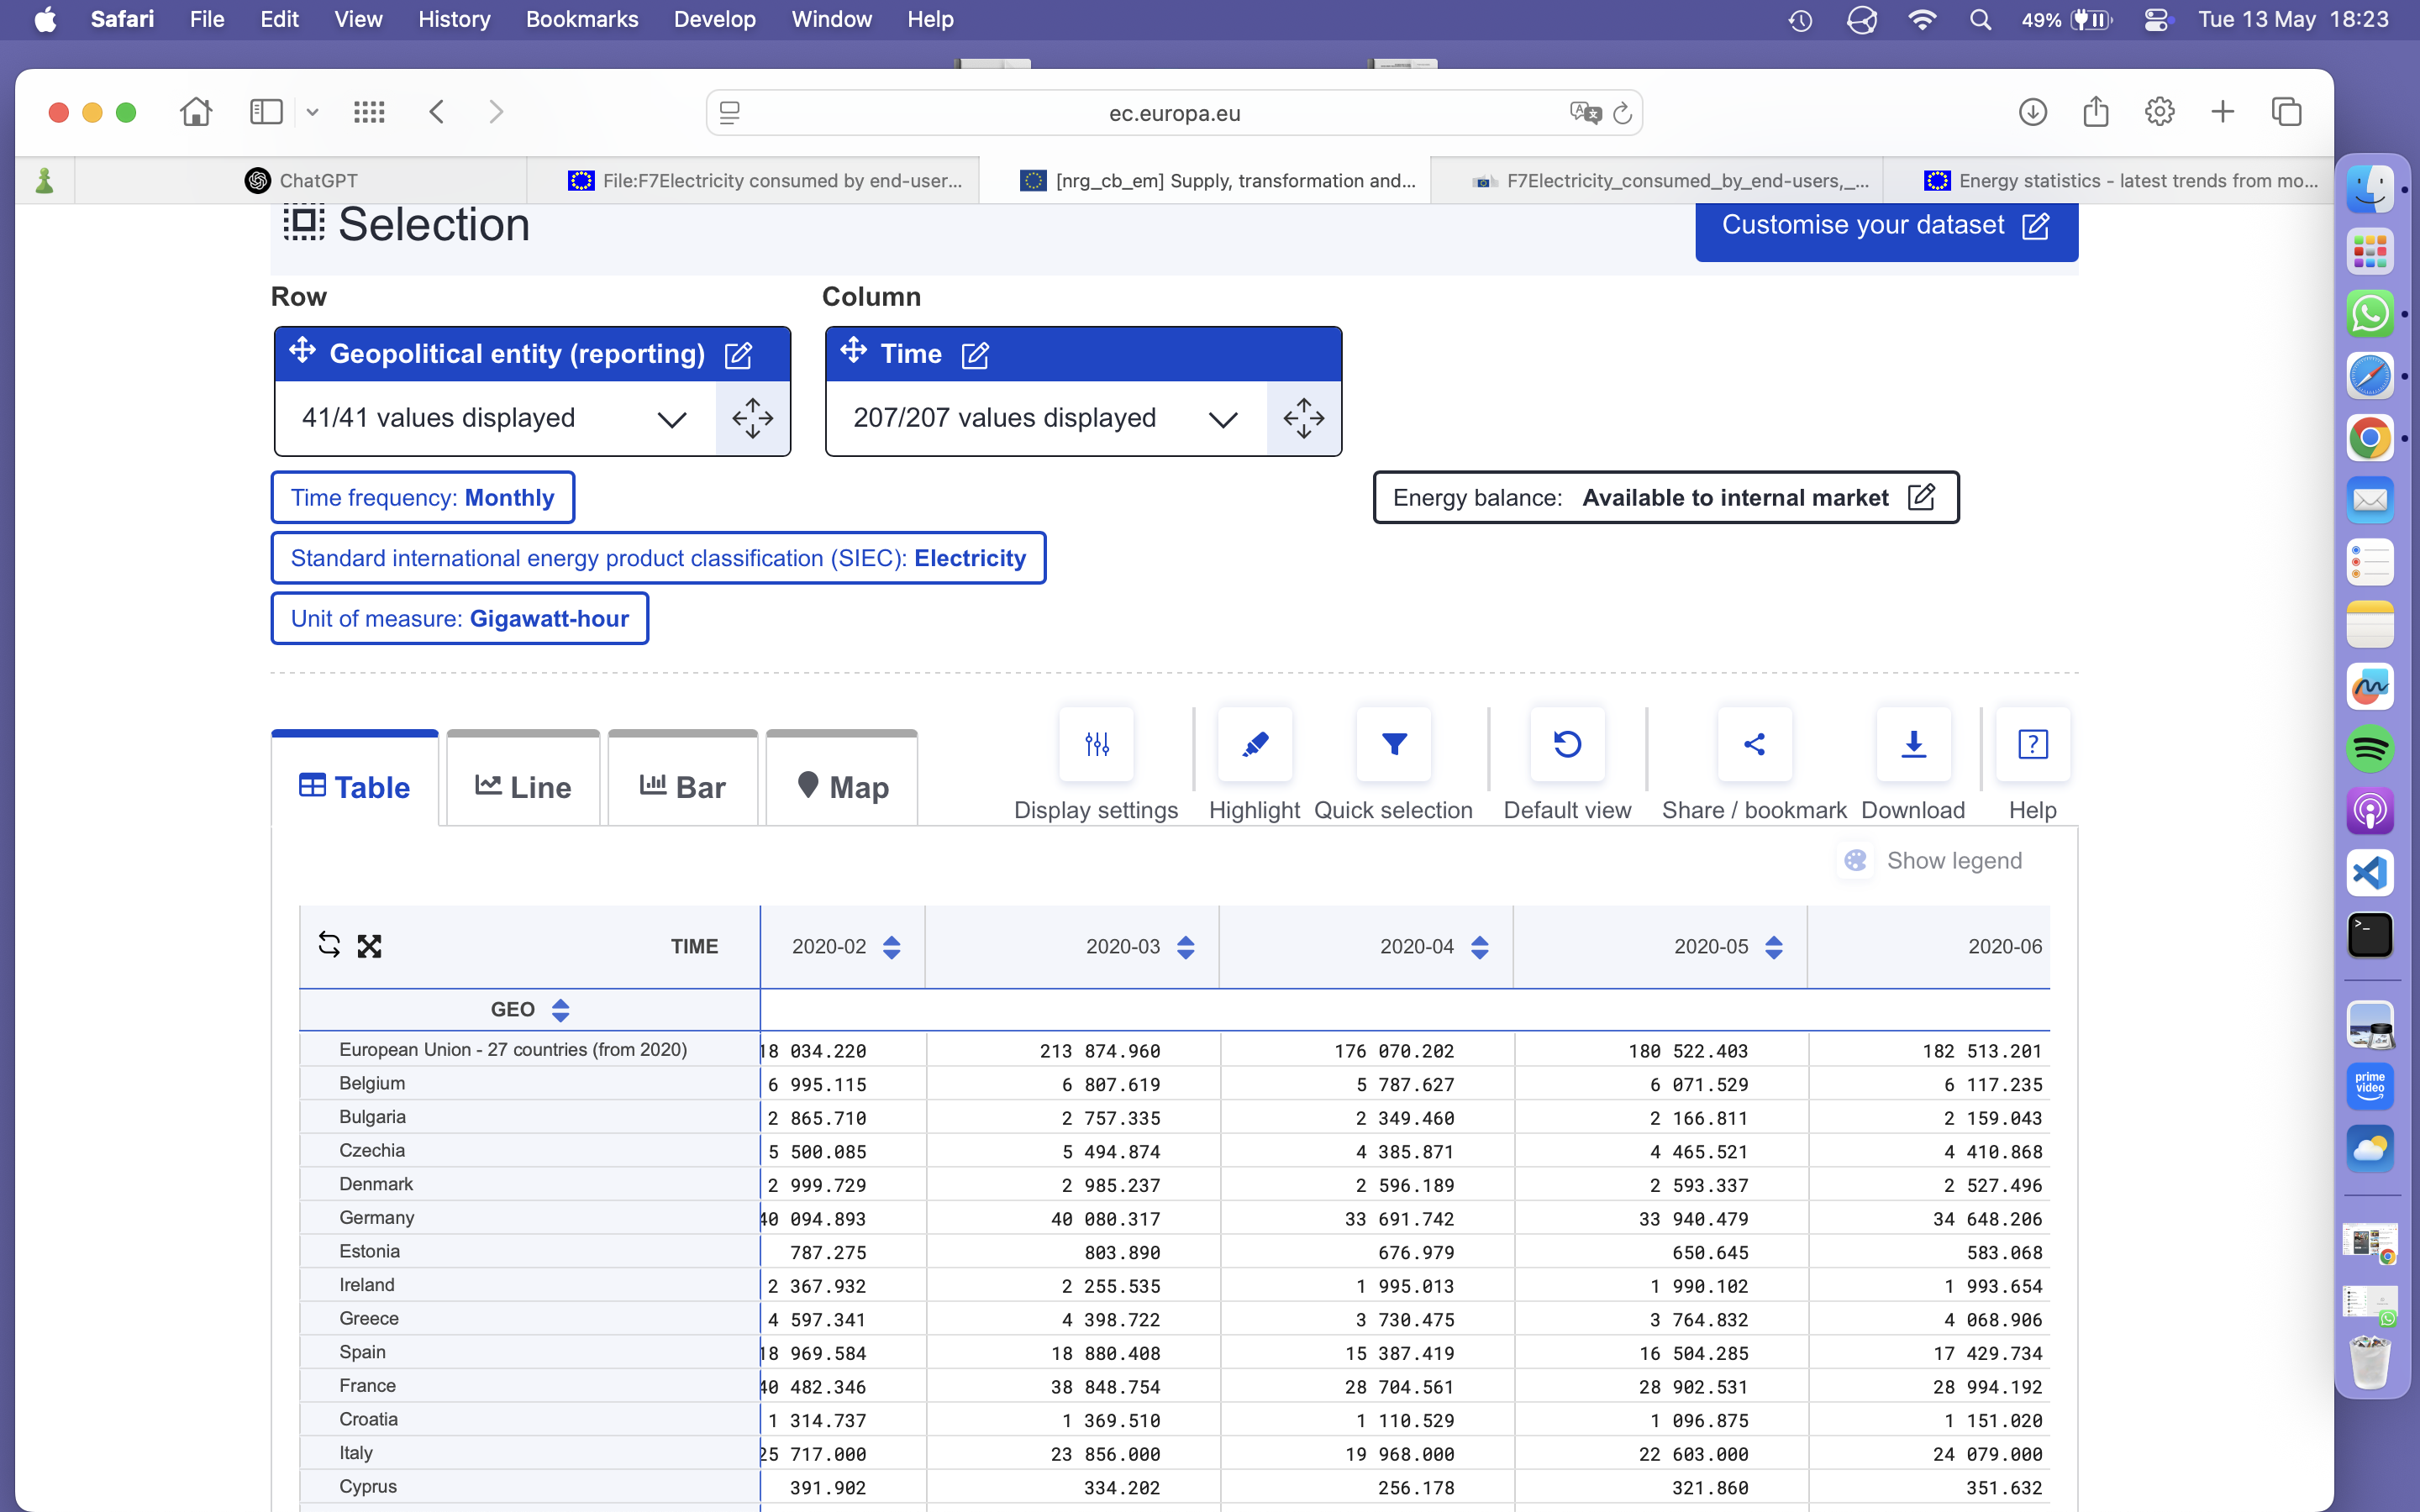 Safari File Edit View History Bookmarks Develop Window Help 49% Tue 13 May 18:23
ec.europa.eu
ChatGPT File:F7Electricity consumed by end-user... [nrg_cb_em] Supply, transformation and... F7Electricity_consumed_by_end-users,_... Energy statistics - latest trends from mo...
Selection Customise your dataset
Row Column
Geopolitical entity (reporting) Time
41/41 values displayed 207/207 values displayed
Time frequency: Monthly Energy balance: Available to internal market
Standard international energy product classification (SIEC): Electricity
Unit of measure: Gigawatt-hour
Table Line Bar Map Display settings Highlight Quick selection Default view Share / bookmark Download Help
Show legend
TIME 2020-02 2020-03 2020-04 2020-05 2020-06
GEO
European Union - 27 countries (from 2020) 18 034.220 213 874.960 176 070.202 180 522.403 182 513.201
Belgium 6 995.115 6 807.619 5 787.627 6 071.529 6 117.235
Bulgaria 2 865.710 2 757.335 2 349.460 2 166.811 2 159.043
Czechia 5 500.085 5 494.874 4 385.871 4 465.521 4 410.868
Denmark 2 999.729 2 985.237 2 596.189 2 593.337 2 527.496
Germany 40 094.893 40 080.317 33 691.742 33 940.479 34 648.206
Estonia 787.275 803.890 676.979 650.645 583.068
Ireland 2 367.932 2 255.535 1 995.013 1 990.102 1 993.654
Greece 4 597.341 4 398.722 3 730.475 3 764.832 4 068.906
Spain 18 969.584 18 880.408 15 387.419 16 504.285 17 429.734
France 40 482.346 38 848.754 28 704.561 28 902.531 28 994.192
Croatia 1 314.737 1 369.510 1 110.529 1 096.875 1 151.020
Italy 25 717.000 23 856.000 19 968.000 22 603.000 24 079.000
Cyprus 391.902 334.202 256.178 321.860 351.632
prime
video